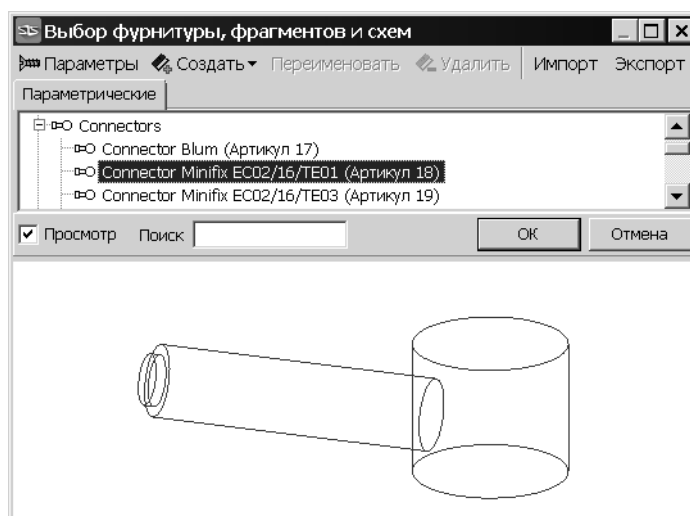 Выбор фурнитуры, фрагментов и схем
Параметры Создать Переименовать Удалить Импорт Экспорт
Параметрические
Connectors
Connector Blum (Артикул 17)
Connector Minifix EC02/16/TE01 (Артикул 18)
Connector Minifix EC02/16/TE03 (Артикул 19)
Просмотр Поиск ОК Отмена